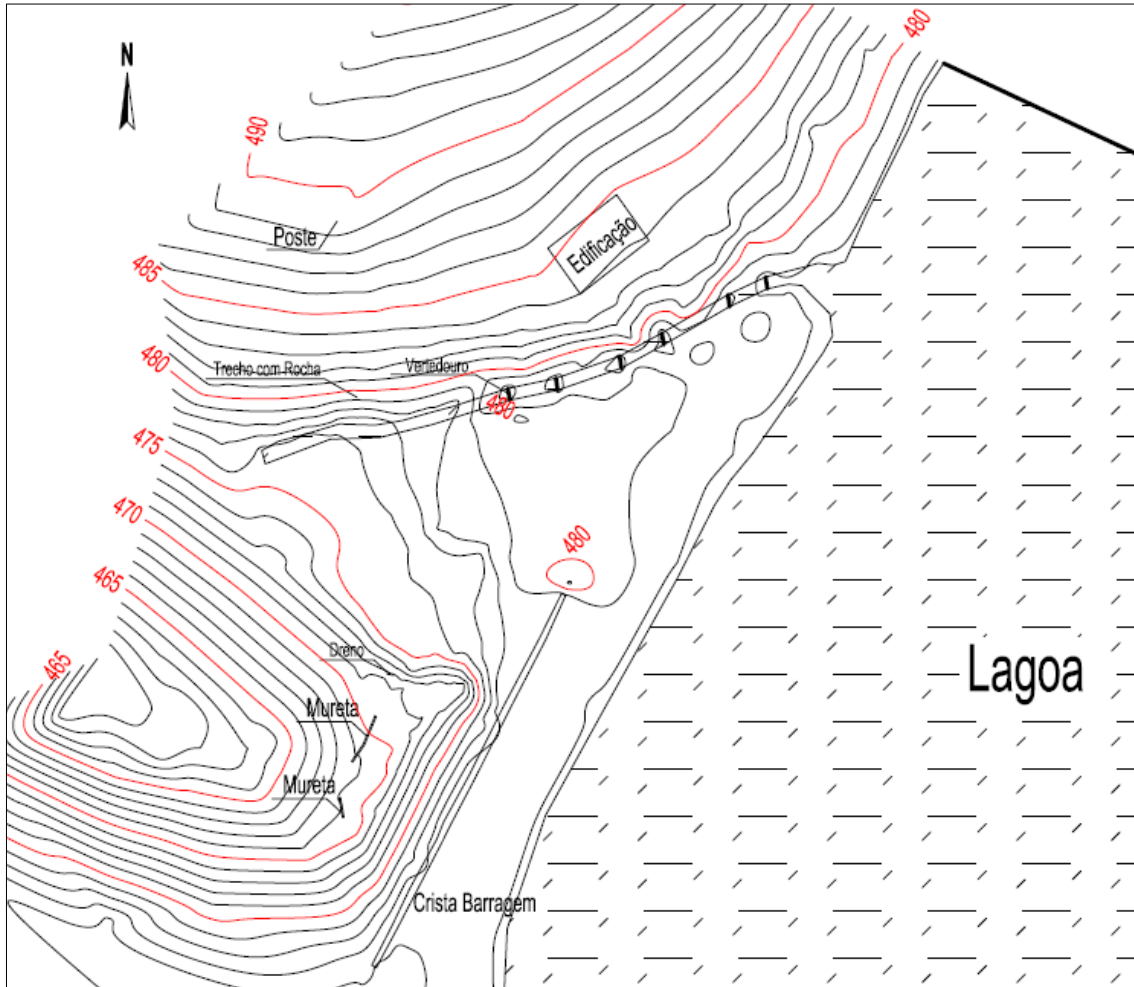 480
N
490
Poste
Edificação
485
480
Trecho com Rocha
Vertedouro
480
475
470
480
465
Dreno
465
Lagoa
Mureta
Mureta
Crista Barragem